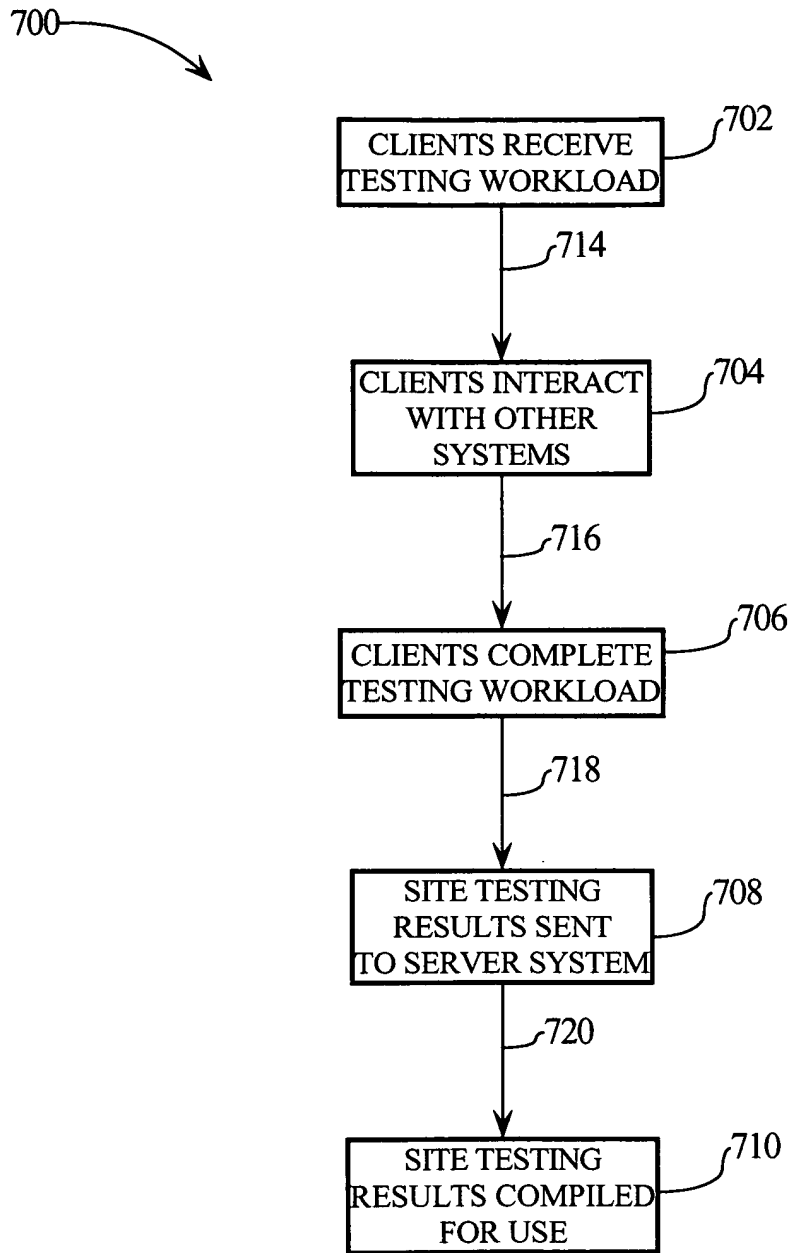 700
702
CLIENTS RECEIVE
TESTING WORKLOAD
714
704
CLIENTS INTERACT
WITH OTHER
SYSTEMS
716
706
CLIENTS COMPLETE
TESTING WORKLOAD
718
708
SITE TESTING
RESULTS SENT
TO SERVER SYSTEM
720
710
SITE TESTING
RESULTS COMPILED
FOR USE